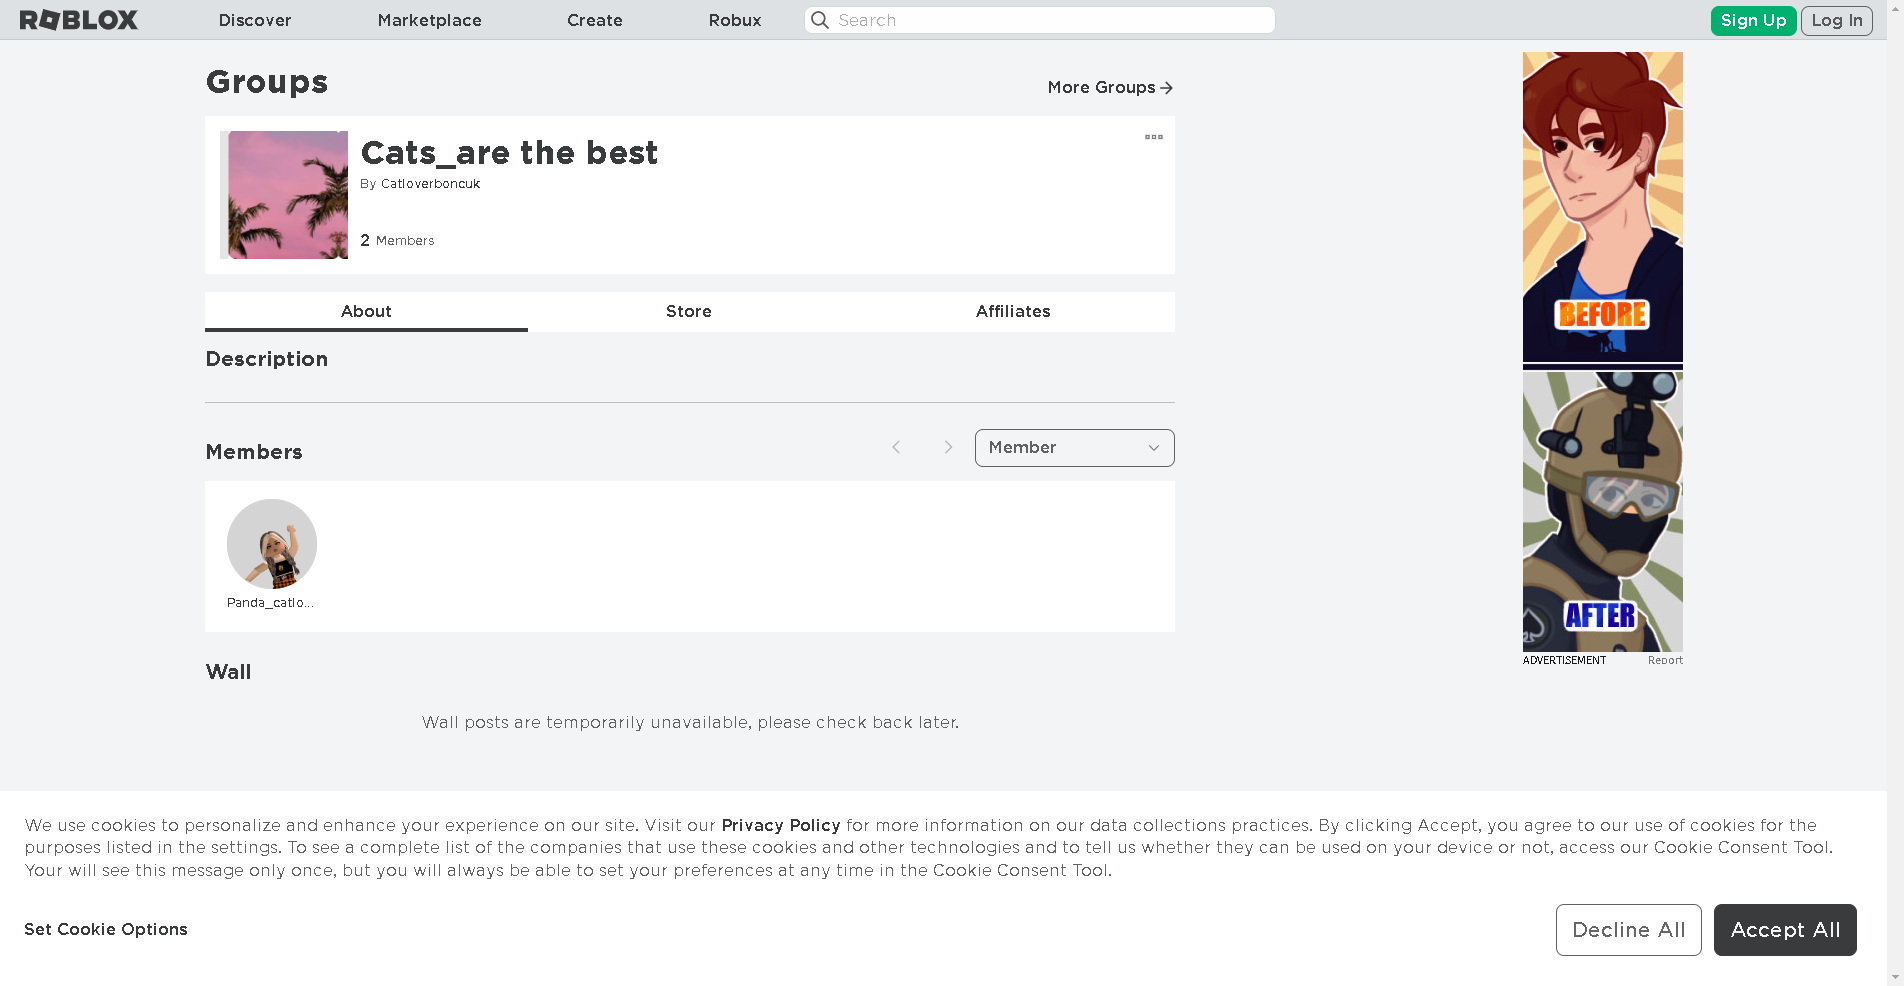 ROBLOX
Discover
Marketplace
Create
Robux
Search
Sign Up
Log In
Groups
More Groups
Cats_are the best
By Catloverboncuk
2 Members
About
Store
Affiliates
Description
Members
Member
Panda_catlo...
Wall
Wall posts are temporarily unavailable, please check back later.
BEFORE
AFTER
ADVERTISEMENT
Report
We use cookies to personalize and enhance your experience on our site. Visit our Privacy Policy for more information on our data collections practices. By clicking Accept, you agree to our use of cookies for the
purposes listed in the settings. To see a complete list of the companies that use these cookies and other technologies and to tell us whether they can be used on your device or not, access our Cookie Consent Tool.
Your will see this message only once, but you will always be able to set your preferences at any time in the Cookie Consent Tool.
Set Cookie Options
Decline All
Accept All